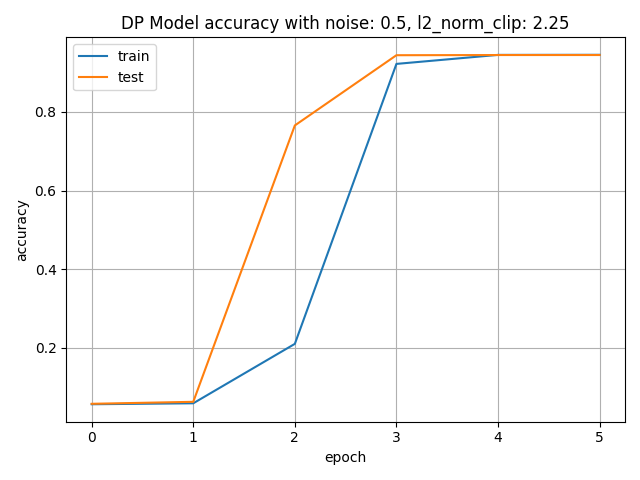 DP Model accuracy with noise: 0.5, l2_norm_clip: 2.25
train
test
accuracy
0.8
0.6
0.4
0.2
0 1 2 3 4 5
epoch